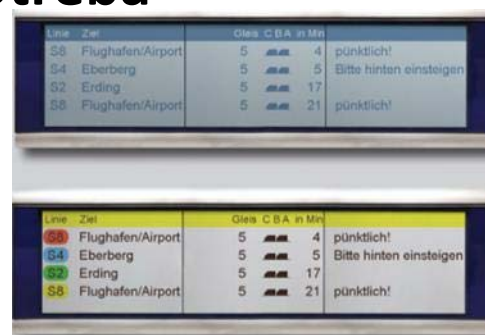 Linie Ziel Gleis C B A in Min
S8 Flughafen/Airport 5 4 pünktlich!
S4 Eberberg 5 5 Bitte hinten einsteigen
S2 Erding 5 17
S8 Flughafen/Airport 5 21 pünktlich!
Linie Ziel Gleis C B A in Min
S8 Flughafen/Airport 5 4 pünktlich!
S4 Eberberg 5 5 Bitte hinten einsteigen
S2 Erding 5 17
S8 Flughafen/Airport 5 21 pünktlich!